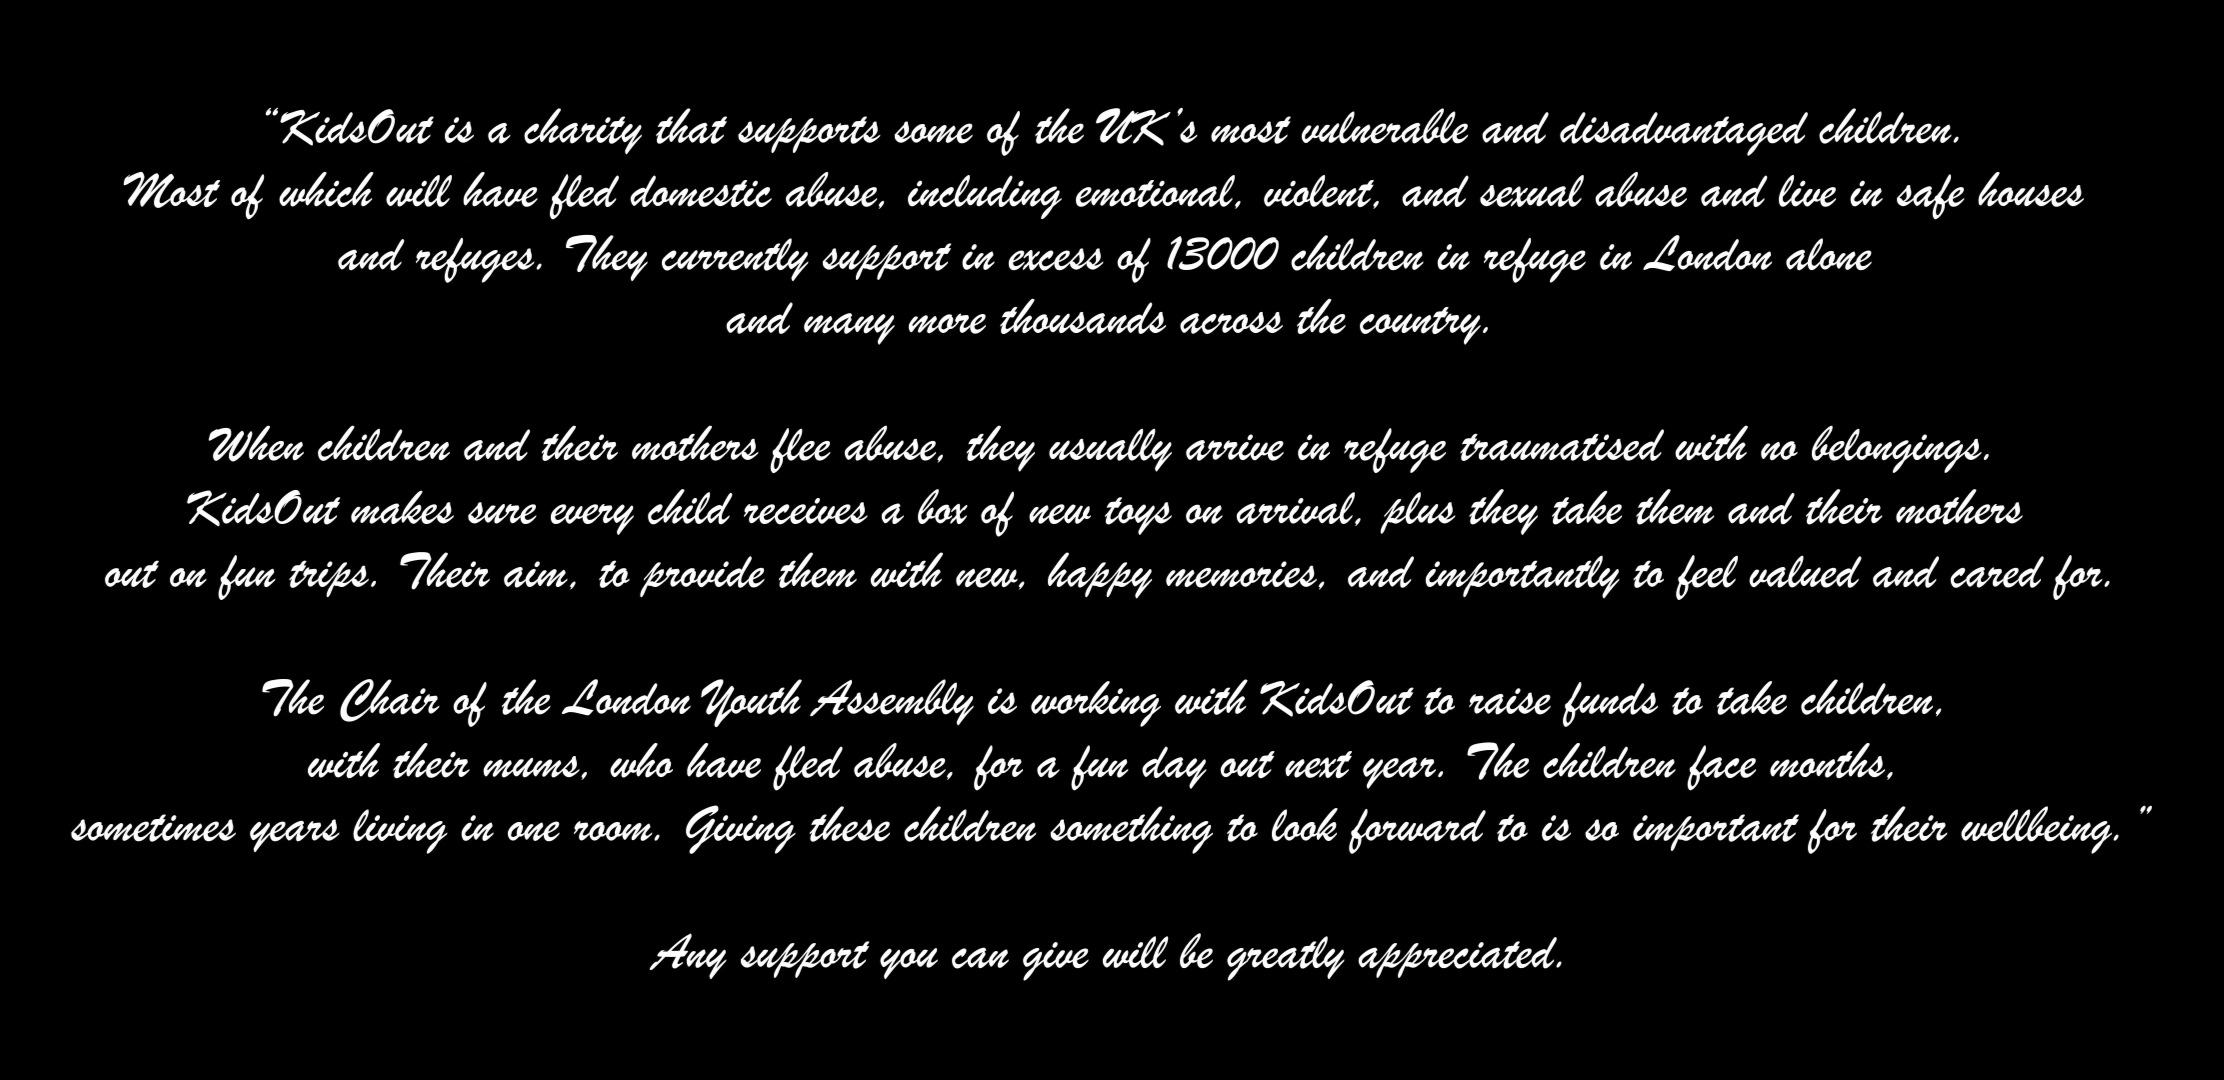 “KidsOut is a charity that supports some of the UK’s most vulnerable and disadvantaged children.
Most of which will have fled domestic abuse, including emotional, violent, and sexual abuse and live in safe houses
and refuges. They currently support in excess of 13000 children in refuge in London alone
and many more thousands across the country.
When children and their mothers flee abuse, they usually arrive in refuge traumatised with no belongings.
KidsOut makes sure every child receives a box of new toys on arrival, plus they take them and their mothers
out on fun trips. Their aim, to provide them with new, happy memories, and importantly to feel valued and cared for.
The Chair of the London Youth Assembly is working with KidsOut to raise funds to take children,
with their mums, who have fled abuse, for a fun day out next year. The children face months,
sometimes years living in one room. Giving these children something to look forward to is so important for their wellbeing.”
Any support you can give will be greatly appreciated.